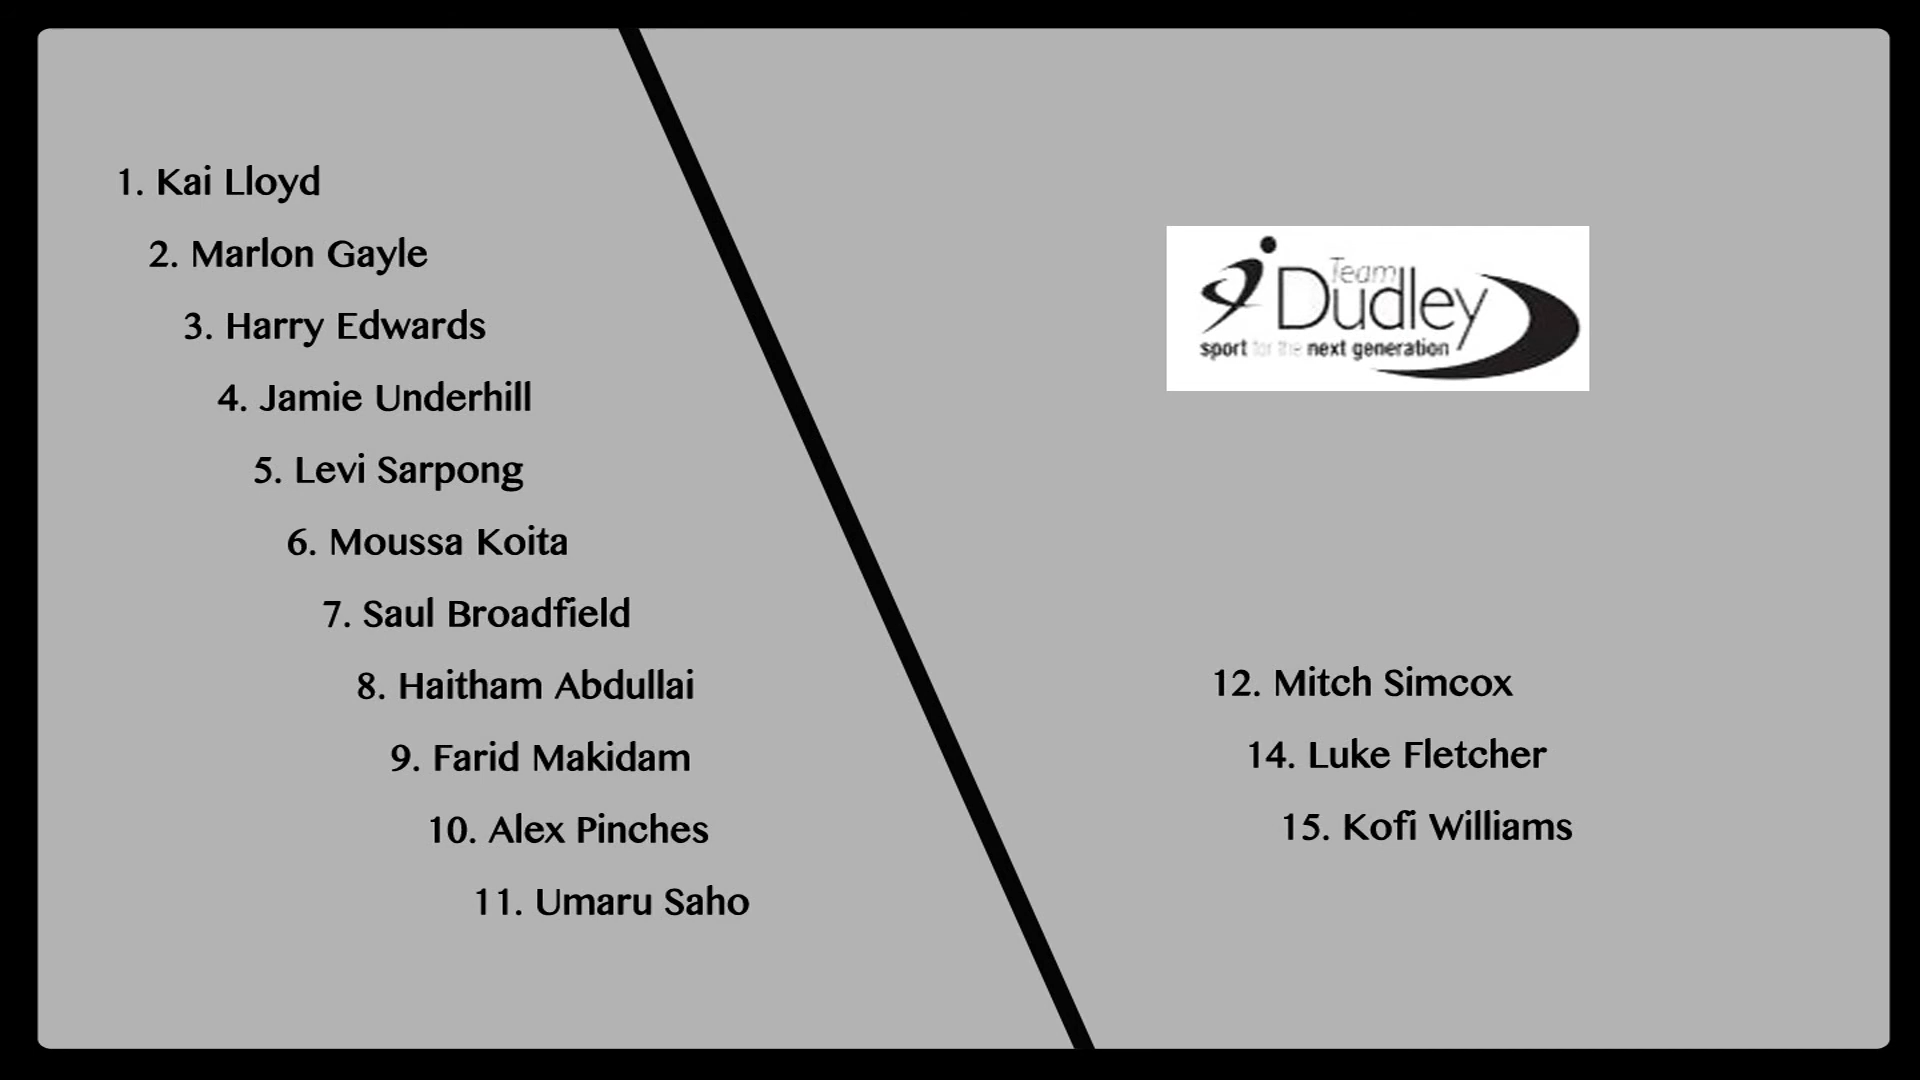 1. Kai Lloyd
2. Marlon Gayle
3. Harry Edwards
4. Jamie Underhill
5. Levi Sarpong
6. Moussa Koita
7. Saul Broadfield
8. Haitham Abdullai
9. Farid Makidam
10. Alex Pinches
11. Umaru Saho
Team
Dudley
sport for the next generation
12. Mitch Simcox
14. Luke Fletcher
15. Kofi Williams